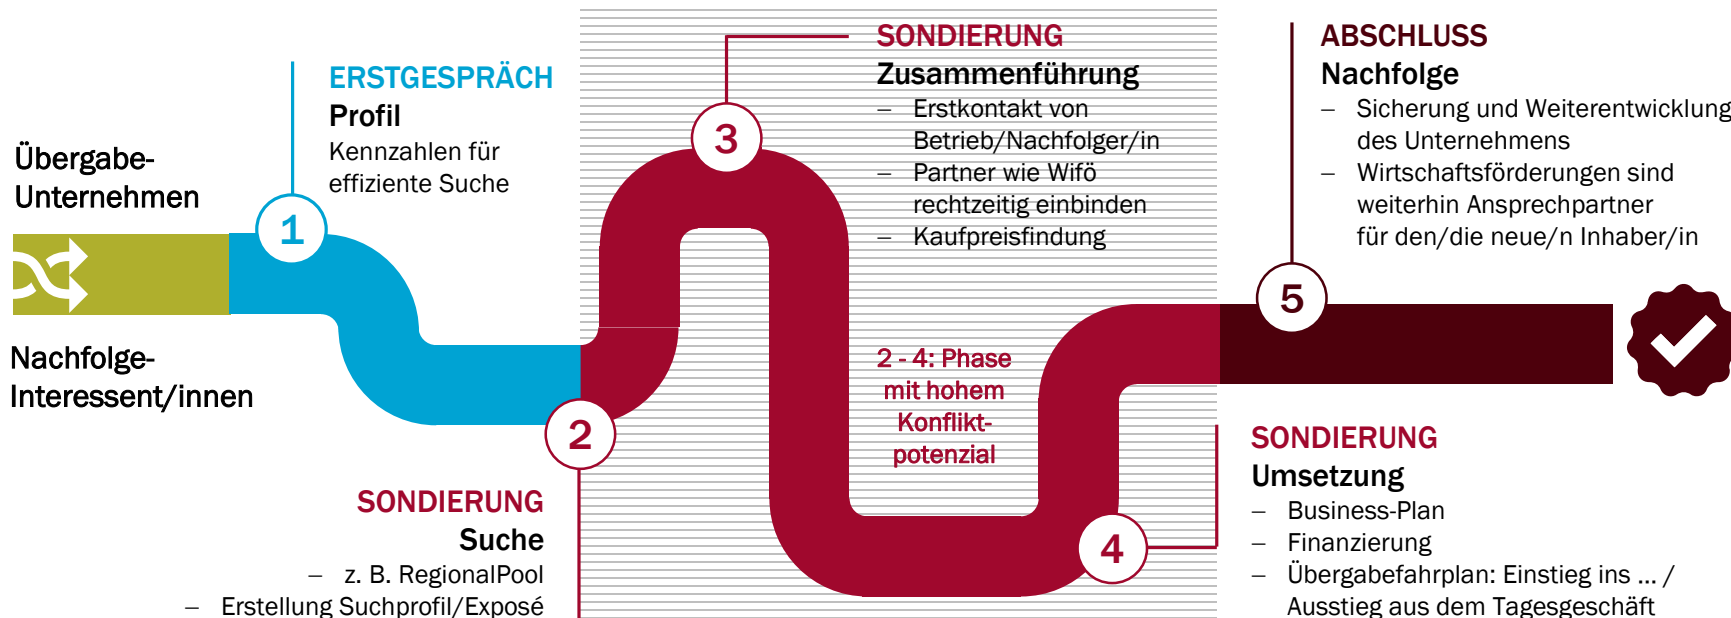 Übergabe-
Unternehmen
Nachfolge-
Interessent/innen
1
ERSTGESPRÄCH
Profil
Kennzahlen für
effiziente Suche
2
SONDIERUNG
Suche
– z. B. RegionalPool
– Erstellung Suchprofil/Exposé
3
SONDIERUNG
Zusammenführung
– Erstkontakt von
Betrieb/Nachfolger/in
– Partner wie Wifö
rechtzeitig einbinden
– Kaufpreisfindung
2 - 4: Phase
mit hohem
Konflikt-
potenzial
4
SONDIERUNG
Umsetzung
– Business-Plan
– Finanzierung
– Übergabefahrplan: Einstieg ins ... /
Ausstieg aus dem Tagesgeschäft
5
ABSCHLUSS
Nachfolge
– Sicherung und Weiterentwicklung
des Unternehmens
– Wirtschaftsförderungen sind
weiterhin Ansprechpartner
für den/die neue/n Inhaber/in